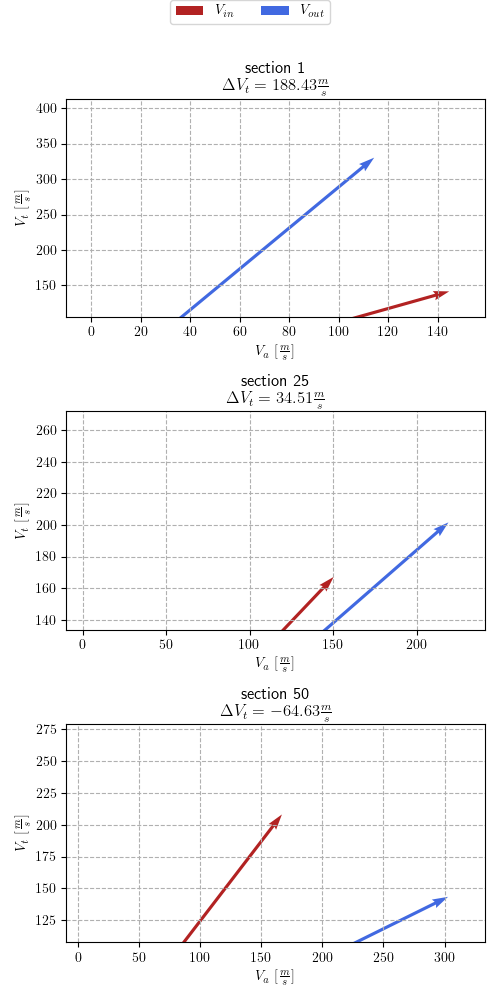 V_in V_out
section 1
ΔV_t = 188.43 m/s
400
350
300
250
200
150
V_t [m/s]
0 20 40 60 80 100 120 140
V_a [m/s]
section 25
ΔV_t = 34.51 m/s
260
240
220
200
180
160
140
V_t [m/s]
0 50 100 150 200
V_a [m/s]
section 50
ΔV_t = −64.63 m/s
275
250
225
200
175
150
125
V_t [m/s]
0 50 100 150 200 250 300
V_a [m/s]